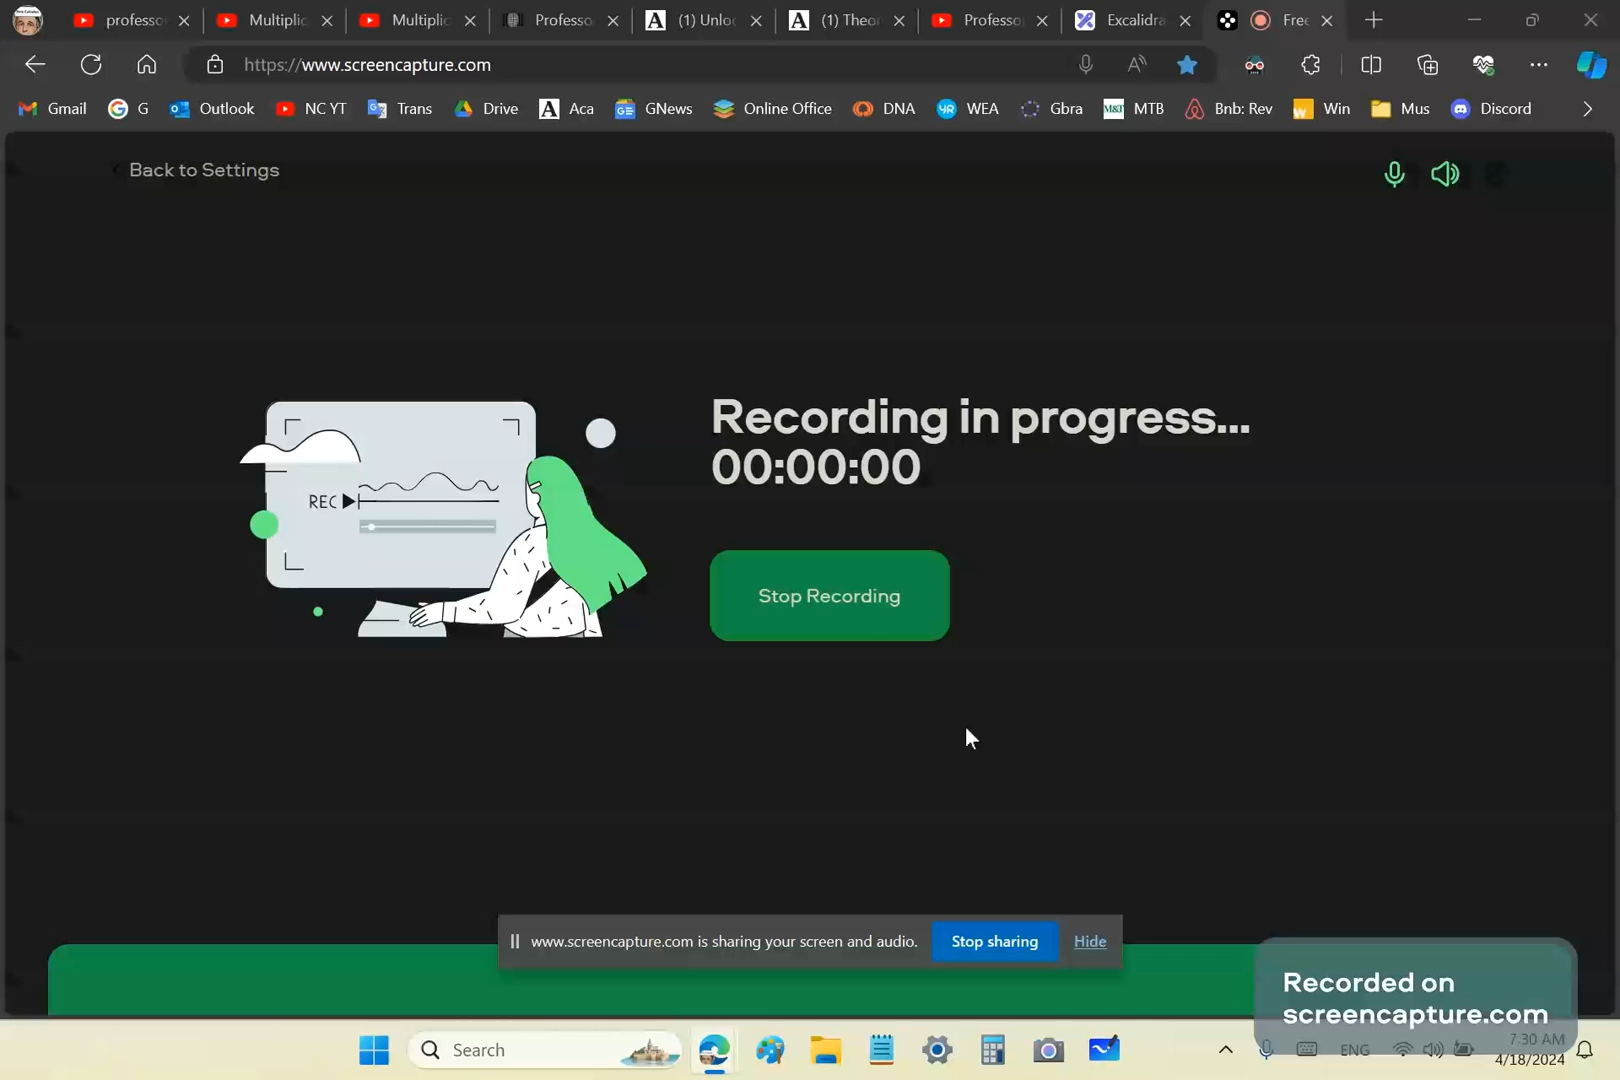 professo
Multiplic
Multiplic
Professo
(1) Unlo
(1) Theor
Professo
Excalidra
Free
https://www.screencapture.com
Gmail
G
Outlook
NC YT
Trans
Drive
Aca
GNews
Online Office
DNA
WEA
Gbra
MTB
Bnb: Rev
Win
Mus
Discord
Back to Settings
Recording in progress...
00:00:00
REC
Stop Recording
www.screencapture.com is sharing your screen and audio.
Stop sharing
Hide
Recorded on
screencapture.com
Search
ENG
7:30 AM
4/18/2024